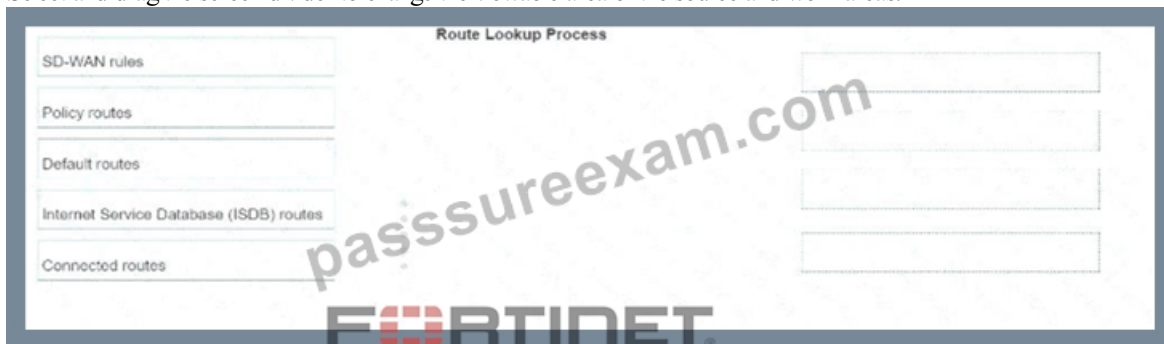 Route Lookup Process
SD-WAN rules
Policy routes
Default routes
Internet Service Database (ISDB) routes
Connected routes
passsureexam.com
FORTINET